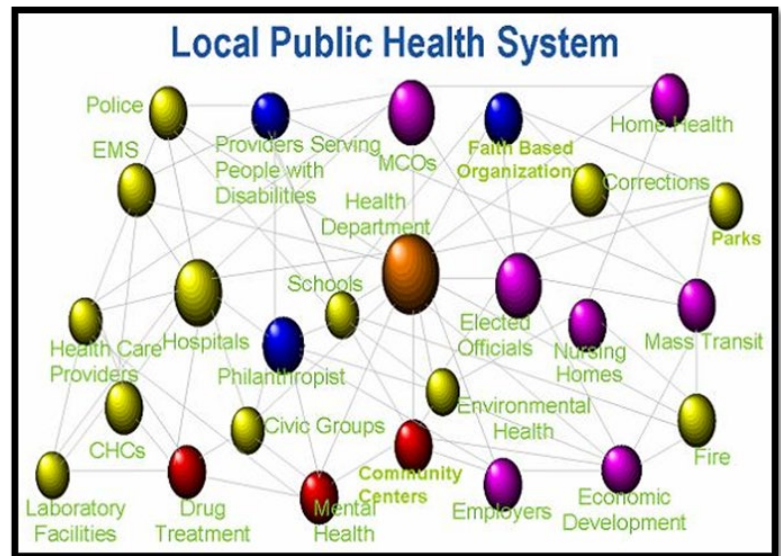 Local Public Health System
Police
EMS
Providers Serving
People with
Disabilities
MCOs
Faith Based
Organizations
Home Health
Corrections
Parks
Health
Department
Schools
Hospitals
Health Care
Providers
Philanthropist
Elected
Officials
Nursing
Homes
Mass Transit
CHCs
Civic Groups
Environmental
Health
Fire
Laboratory
Facilities
Drug
Treatment
Mental
Health
Community
Centers
Employers
Economic
Development